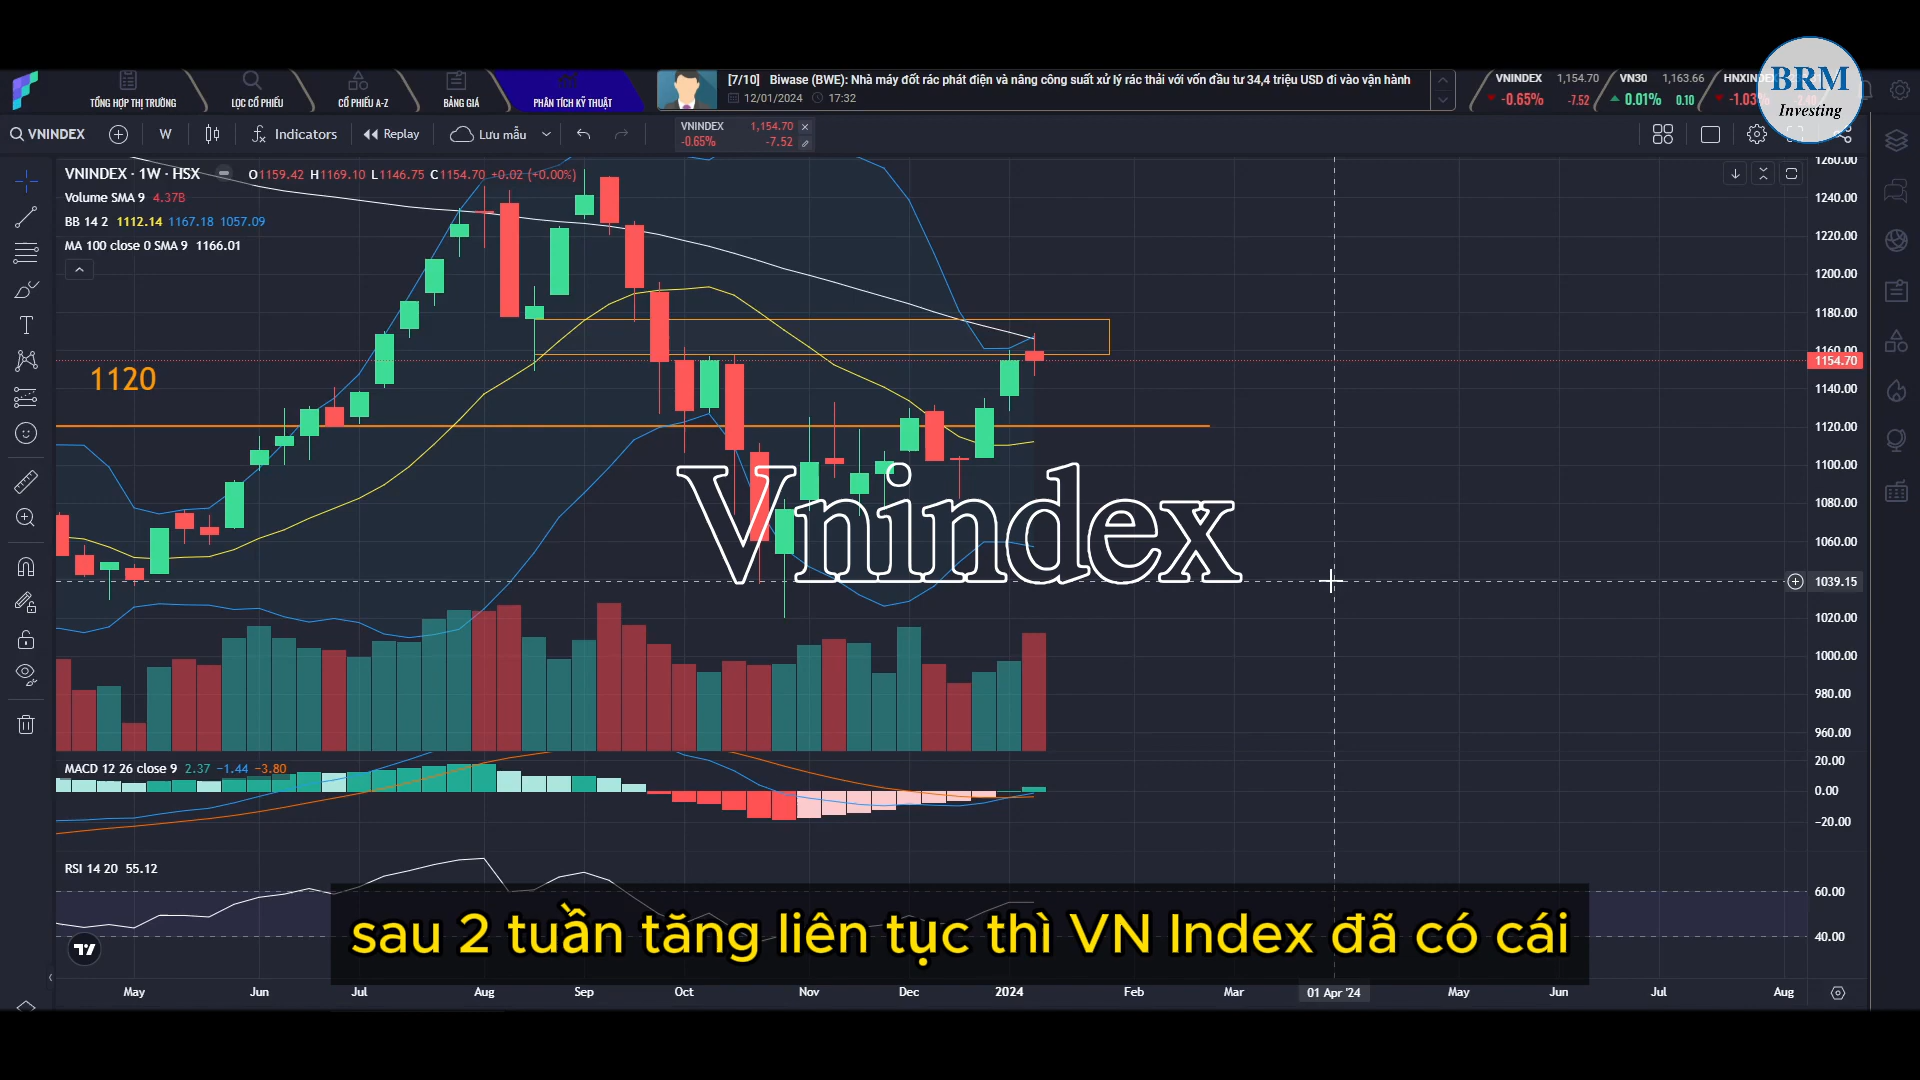 TỔNG HỢP THỊ TRƯỜNG
LỌC CỔ PHIẾU
CỔ PHIẾU A-Z
BẢNG GIÁ
PHÂN TÍCH KỸ THUẬT
[7/10] Biwase (BWE): Nhà máy đốt rác phát điện và nâng công suất xử lý rác thải với vốn đầu tư 34,4 triệu USD đi vào vận hành
12/01/2024 17:32
VNINDEX 1,154.70
-0.65% -7.52
VN30 1,163.66
0.01% 0.10
HNXINDEX
-1.03%
BRM
Investing
VNINDEX
W
Indicators
Replay
Lưu mẫu
VNINDEX 1,154.70
-0.65% -7.52
VNINDEX · 1W · HSX O1159.42 H1169.10 L1146.75 C1154.70 +0.02 (+0.00%)
Volume SMA 9 4.37B
BB 14 2 1112.14 1167.18 1057.09
MA 100 close 0 SMA 9 1166.01
1120
Vnindex
1260.00
1240.00
1220.00
1200.00
1180.00
1160.00
1154.70
1140.00
1120.00
1100.00
1080.00
1060.00
1039.15
1020.00
1000.00
980.00
960.00
MACD 12 26 close 9 2.37 −1.44 −3.80
20.00
0.00
−20.00
RSI 14 20 55.12
60.00
40.00
sau 2 tuần tăng liên tục thì VN Index đã có cái
May Jun Jul Aug Sep Oct Nov Dec 2024 Feb Mar 01 Apr '24 May Jun Jul Aug